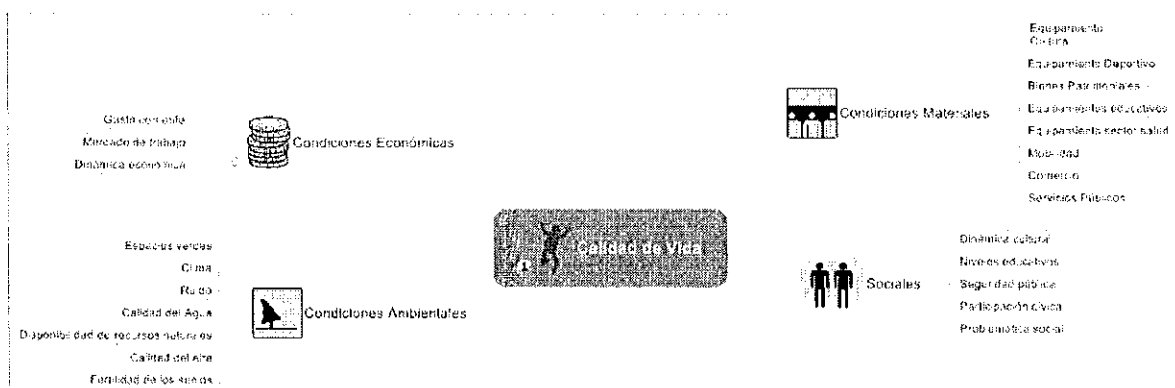 Gasto corriente
Mercado de trabajo
Dinámica económica
Condiciones Económicas
Espacios verdes
Clima
Ruido
Calidad del Agua
Disponibilidad de recursos naturales
Calidad del Aire
Fertilidad de los suelos
Condiciones Ambientales
Calidad de Vida
1
Condiciones Materiales
Equipamiento
Equipamiento Deportivo
Bienes Patrimoniales
Equipamientos educativos
Equipamiento sector salud
Movilidad
Comercio
Servicios Públicos
Sociales
Dinámica cultural
Niveles educativos
Seguridad pública
Participación cívica
Problemática social